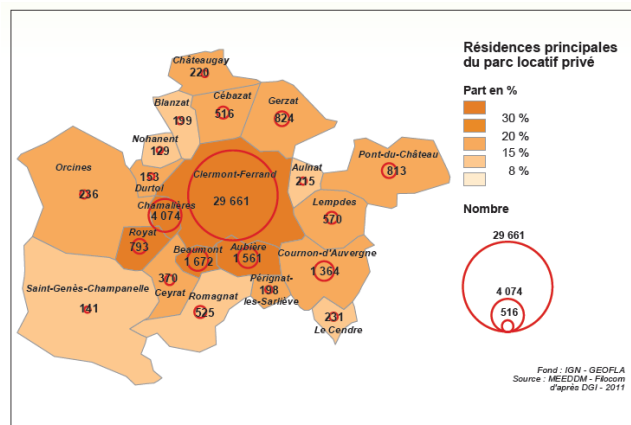 Résidences principales
du parc locatif privé
Part en %
30 %
20 %
15 %
8 %
Nombre
29 661
4 074
516
Fond : IGN - GEOFLA
Source : MEEDDM - Filocom
d'après DGI - 2011
Châteaugay
220
Blanzat
199
Cébazat
516
Gerzat
824
Nohanent
129
Orcines
236
153
Durtol
Clermont-Ferrand
29 661
Aulnat
215
Pont-du-Château
813
Chamalières
4 074
Lempdes
570
Royat
793
Beaumont
1 672
Aubière
1 561
Cournon-d'Auvergne
1 364
370
Ceyrat
Saint-Genès-Champanelle
141
Romagnat
525
Pérignat-
198
les-Sarliève
231
Le Cendre